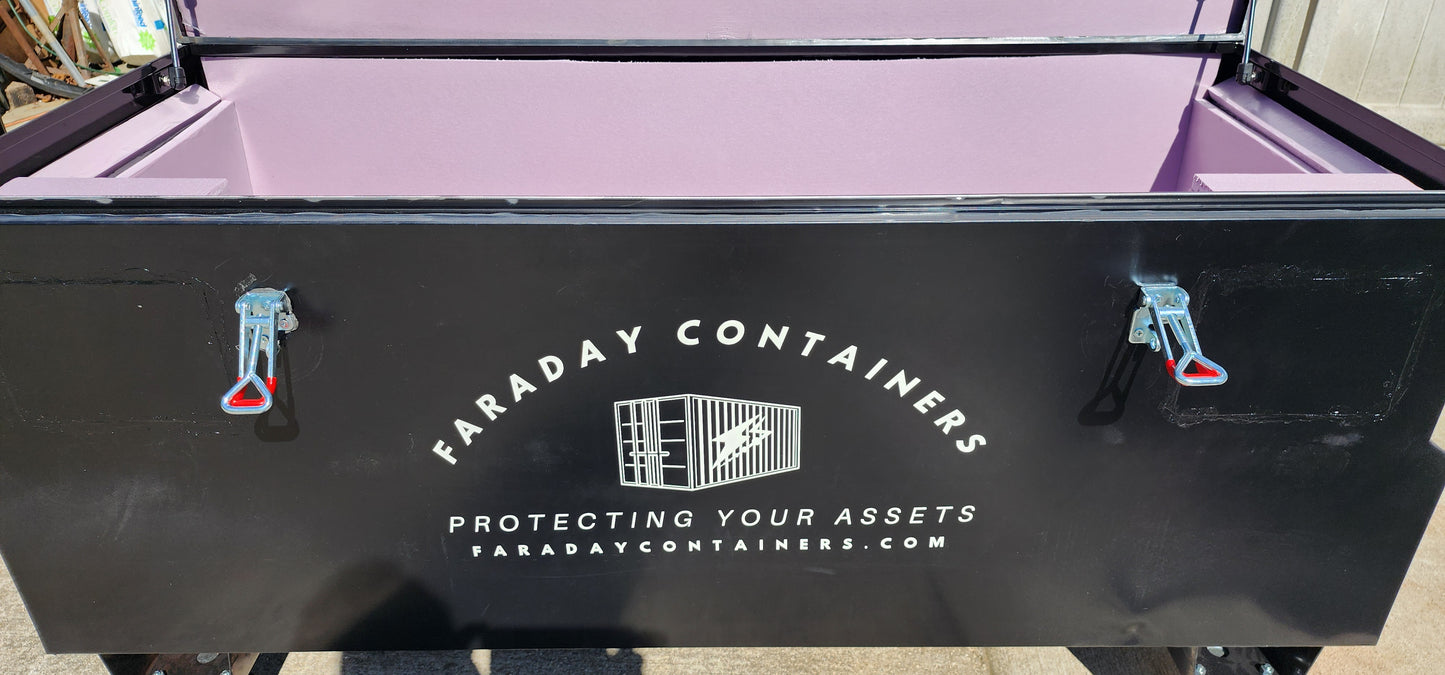 FARADAY CONTAINERS
PROTECTING YOUR ASSETS
FARADAYCONTAINERS.COM